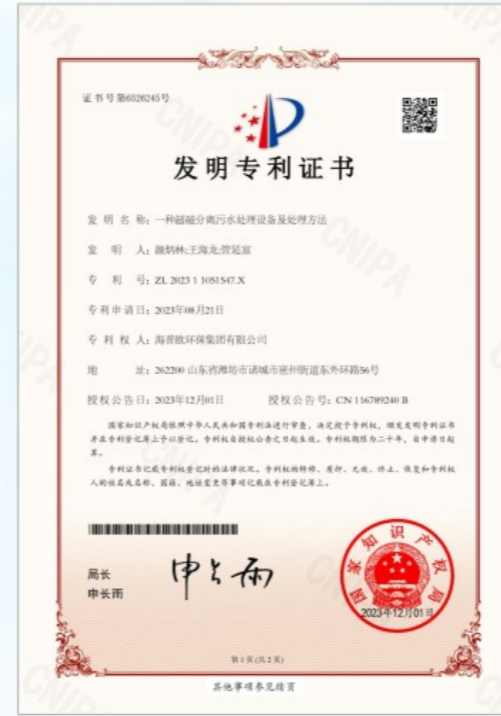 证书号第6526245号
发明专利证书
发 明 名 称：一种超磁分离污水处理设备及处理方法
发 明 人：颜炳林;王海龙;管延富
专 利 号：ZL 2023 1 1051547.X
专利申请日：2023年08月21日
专 利 权 人：海普欧环保集团有限公司
地 址：262200 山东省潍坊市诸城市密州街道东外环路56号
授权公告日：2023年12月01日 授权公告号：CN 116789240 B
国家知识产权局依照中华人民共和国专利法进行审查，决定授予专利权，颁发发明专利证书
并在专利登记簿上予以登记。专利权自授权公告之日起生效。专利权期限为二十年，自申请日起
算。
专利证书记载专利权登记时的法律状况。专利权的转移、质押、无效、终止、恢复和专利权
人的姓名或名称、国籍、地址变更等事项记载在专利登记簿上。
局长
申长雨
申长雨
国家知识产权局
2023年12月01日
第 1 页 (共 2 页)
其他事项参见续页
CNIPA